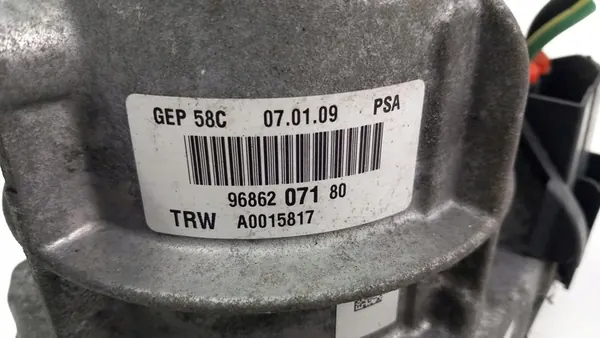 GEP 58C 07.01.09 PSA
96862 071 80
TRW A0015817